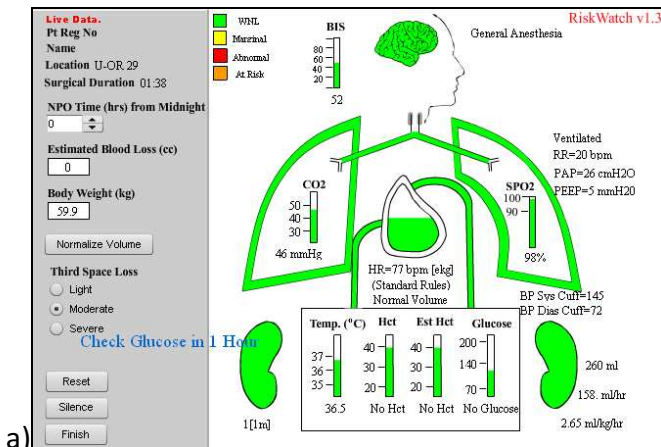 Live Data.
Pt Reg No
Name
Location U-OR 29
Surgical Duration 01:38
NPO Time (hrs) from Midnight
0
Estimated Blood Loss (cc)
0
Body Weight (kg)
59.9
Normalize Volume
Third Space Loss
Light
Moderate
Severe
Check Glucose in 1 Hour
Reset
Silence
Finish
a)
WNL
Marginal
Abnormal
At Risk
BIS
80
60
40
20
52
General Anesthesia
RiskWatch v1.3
CO2
50
40
30
46 mmHg
SPO2
100
90
98%
Ventilated
RR=20 bpm
PAP=26 cmH2O
PEEP=5 mmH20
HR=77 bpm [ekg]
(Standard Rules)
Normal Volume
BP Sys Cuff=145
BP Dias Cuff=72
Temp. (°C)
37
36
35
36.5
Hct
40
30
20
No Hct
Est Hct
40
30
20
No Hct
Glucose
200
140
70
No Glucose
1[1m]
260 ml
158. ml/hr
2.65 ml/kg/hr